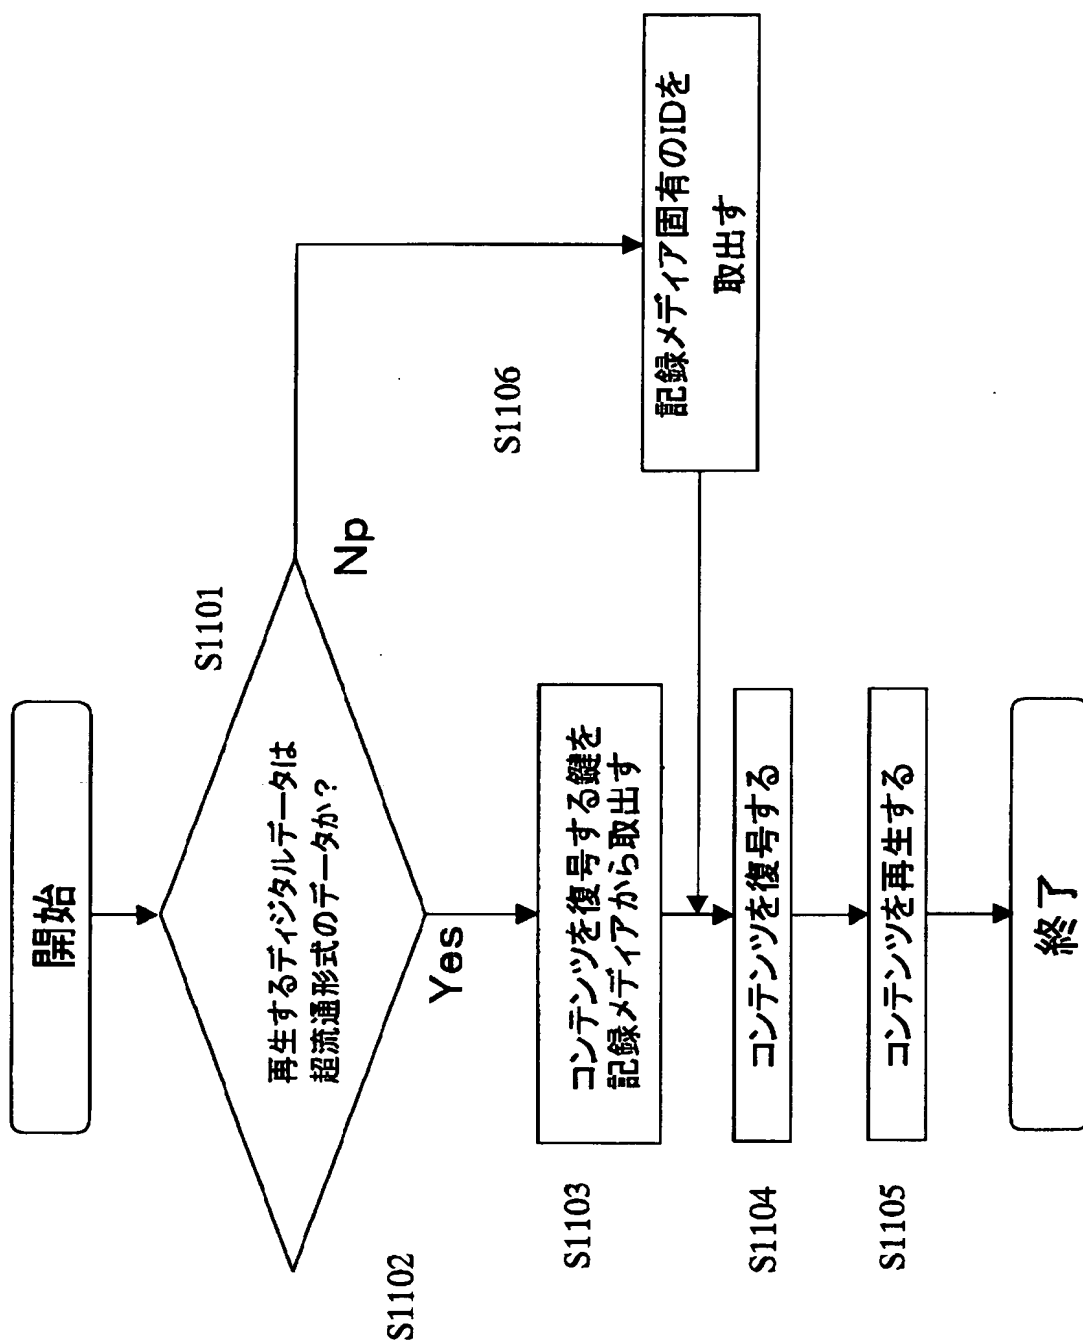 開始
S1101
再生するディジタルデータは
超流通形式のデータか?
Np
Yes
S1102
S1106
記録メディア固有のIDを
取出す
コンテンツを復号する鍵を
記録メディアから取出す
S1103
コンテンツを復号する
S1104
コンテンツを再生する
S1105
終了